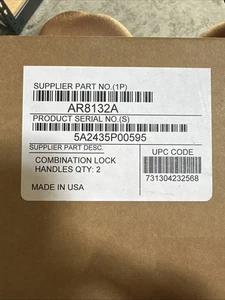 SUPPLIER PART NO.(1P)
AR8132A
PRODUCT SERIAL NO.(S)
5A2435P00595
SUPPLIER PART DESC.
COMBINATION LOCK
HANDLES QTY: 2
MADE IN USA
UPC CODE
731304232568